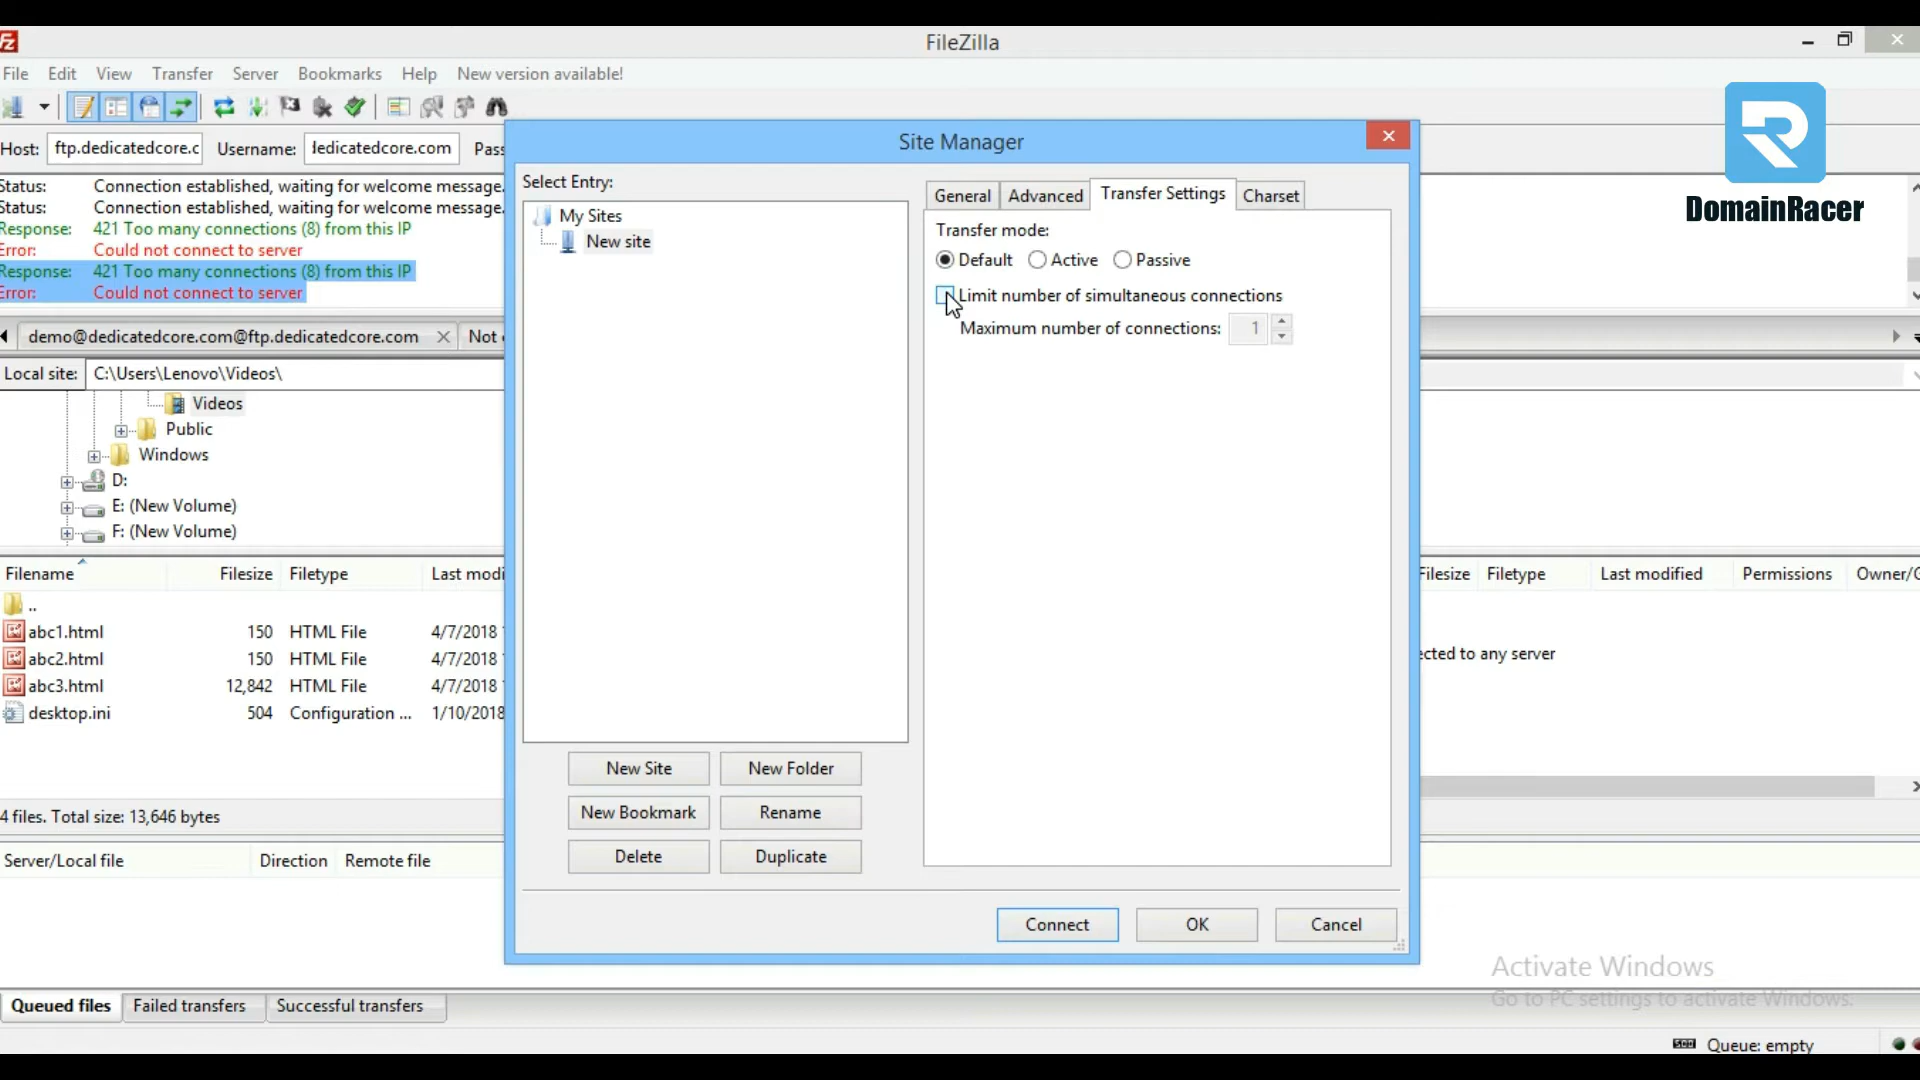 FileZilla
File Edit View Transfer Server Bookmarks Help New version available!
Host: ftp.dedicatedcore.c Username: dedicatedcore.com Pass
Status: Connection established, waiting for welcome message.
Status: Connection established, waiting for welcome message.
Response: 421 Too many connections (8) from this IP
Error: Could not connect to server
Response: 421 Too many connections (8) from this IP
Error: Could not connect to server
demo@dedicatedcore.com@ftp.dedicatedcore.com Not
Local site: C:\Users\Lenovo\Videos\
Videos
Public
Windows
D:
E: (New Volume)
F: (New Volume)
Filename Filesize Filetype Last modi
..
abc1.html 150 HTML File 4/7/2018
abc2.html 150 HTML File 4/7/2018
abc3.html 12,842 HTML File 4/7/2018
desktop.ini 504 Configuration ... 1/10/2018
4 files. Total size: 13,646 bytes
Server/Local file Direction Remote file
Queued files Failed transfers Successful transfers
Site Manager
Select Entry:
My Sites
New site
New Site New Folder
New Bookmark Rename
Delete Duplicate
General Advanced Transfer Settings Charset
Transfer mode:
Default Active Passive
Limit number of simultaneous connections
Maximum number of connections: 1
Connect OK Cancel
DomainRacer
Filesize Filetype Last modified Permissions Owner/G
ected to any server
Activate Windows
Go to PC settings to activate Windows.
Queue: empty